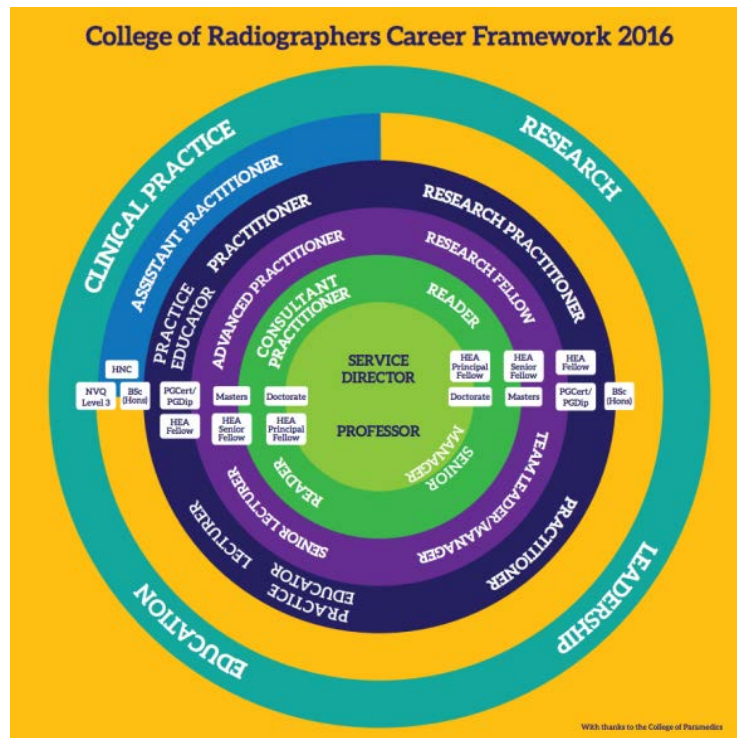 College of Radiographers Career Framework 2016
CLINICAL PRACTICE
RESEARCH
ASSISTANT PRACTITIONER
PRACTITIONER
RESEARCH PRACTITIONER
PRACTICE
EDUCATOR
ADVANCED PRACTITIONER
RESEARCH FELLOW
CONSULTANT
PRACTITIONER
READER
SERVICE
DIRECTOR
PROFESSOR
HNC
NVQ
Level 3
BSc
(Hons)
PGCert/
PGDip
Masters
Doctorate
HEA
Fellow
HEA
Senior
Fellow
HEA
Principal
Fellow
HEA
Principal
Fellow
HEA
Senior
Fellow
HEA
Fellow
Doctorate
Masters
PGCert/
PGDip
BSc
(Hons)
READER
SENIOR
MANAGER
SENIOR LECTURER
TEAM LEADER/MANAGER
LECTURER
PRACTICE
EDUCATOR
PRACTITIONER
EDUCATION
LEADERSHIP
With thanks to the College of Paramedics